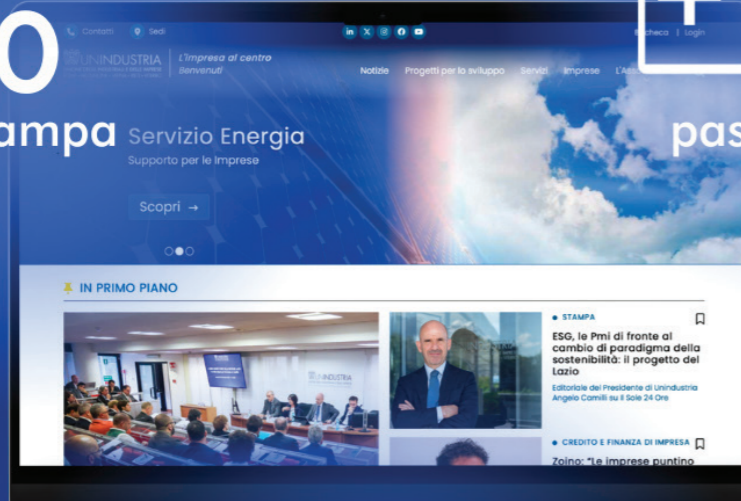 Contatti
Sedi
Login
UNINDUSTRIA
L'impresa al centro
Benvenuti
Notizie
Progetti per lo sviluppo
Servizi
Imprese
ampa
pas
Servizio Energia
Supporto per le Imprese
Scopri →
IN PRIMO PIANO
UNINDUSTRIA
STAMPA
ESG, le Pmi di fronte al
cambio di paradigma della
sostenibilità: il progetto del
Lazio
Editoriale del Presidente di Unindustria
Angelo Camilli su Il Sole 24 Ore
CREDITO E FINANZA DI IMPRESA
Zoino: "Le imprese puntino